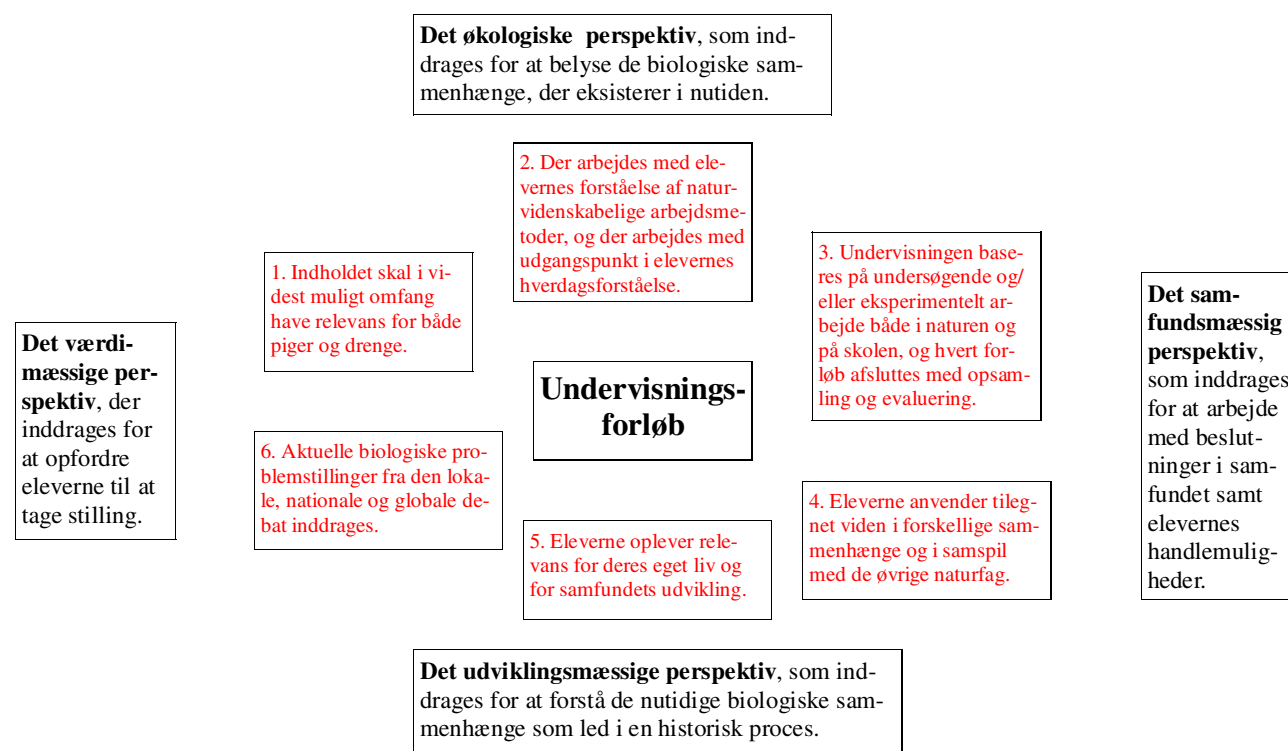 Det økologiske perspektiv, som ind-
drages for at belyse de biologiske sam-
menhænge, der eksisterer i nutiden.
2. Der arbejdes med ele-
vernes forståelse af natur-
videnskabelige arbejdsme-
toder, og der arbejdes med
udgangspunkt i elevernes
hverdagsforståelse.
1. Indholdet skal i vi-
dest muligt omfang
have relevans for både
piger og drenge.
3. Undervisningen base-
res på undersøgende og/
eller eksperimentelt ar-
bejde både i naturen og
på skolen, og hvert for-
løb afsluttes med opsam-
ling og evaluering.
Det værdi-
mæssige per-
spektiv, der
inddrages for
at opfordre
eleverne til at
tage stilling.
Undervisnings-
forløb
Det sam-
fundsmæssig
perspektiv,
som inddrages
for at arbejde
med beslut-
ninger i sam-
fundet samt
elevernes
handlemulig-
heder.
6. Aktuelle biologiske pro-
blemstillinger fra den loka-
le, nationale og globale de-
bat inddrages.
5. Eleverne oplever rele-
vans for deres eget liv og
for samfundets udvikling.
4. Eleverne anvender tileg-
net viden i forskellige sam-
menhænge og i samspil
med de øvrige naturfag.
Det udviklingsmæssige perspektiv, som ind-
drages for at forstå de nutidige biologiske sam-
menhænge som led i en historisk proces.